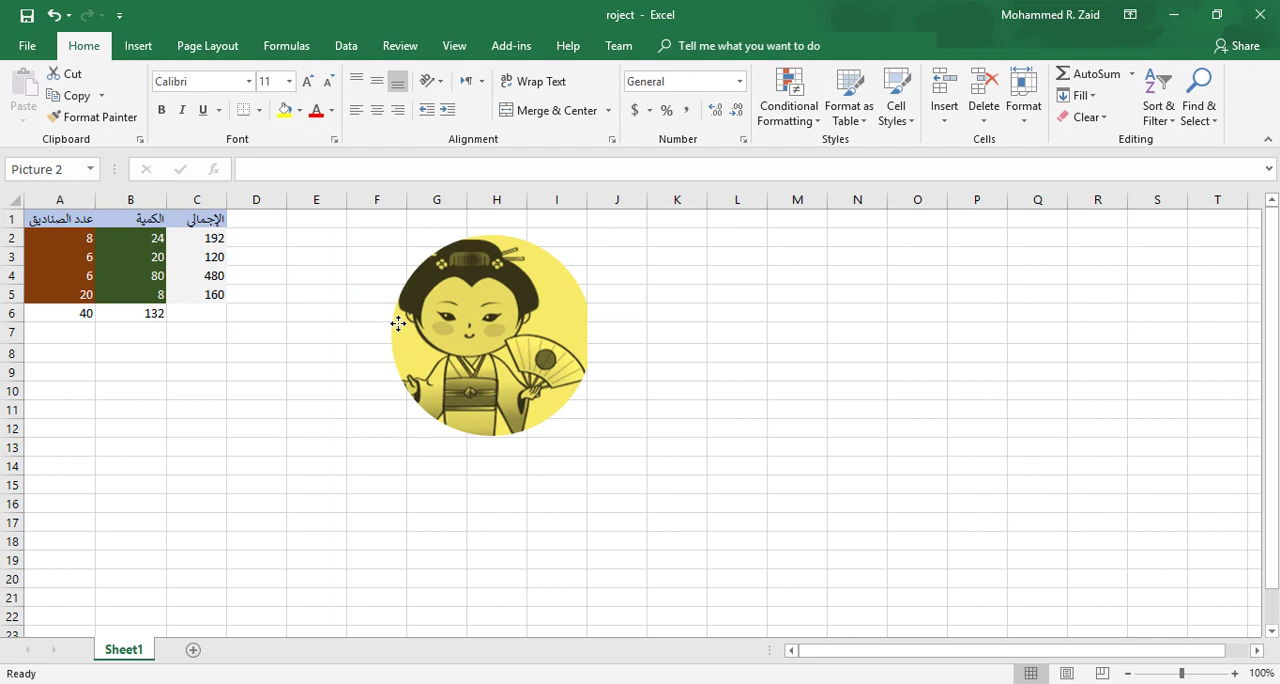 roject - Excel
Mohammed R. Zaid
File Home Insert Page Layout Formulas Data Review View Add-ins Help Team Tell me what you want to do Share
Paste
Cut
Copy
Format Painter
Clipboard
Calibri 11
B I U
Font
Wrap Text
Merge & Center
Alignment
General
$ % ,
Number
Conditional Formatting
Format as Table
Cell Styles
Styles
Insert Delete Format
Cells
AutoSum
Fill
Clear
Sort & Filter
Find & Select
Editing
Picture 2
fx
A B C D E F G H I J K L M N O P Q R S T
1 عدد الصناديق الكمية الإجمالي
2 8 24 192
3 6 20 120
4 6 80 480
5 20 8 160
6 40 132
7
8
9
10
11
12
13
14
15
16
17
18
19
20
21
22
23
Sheet1
Ready
100%